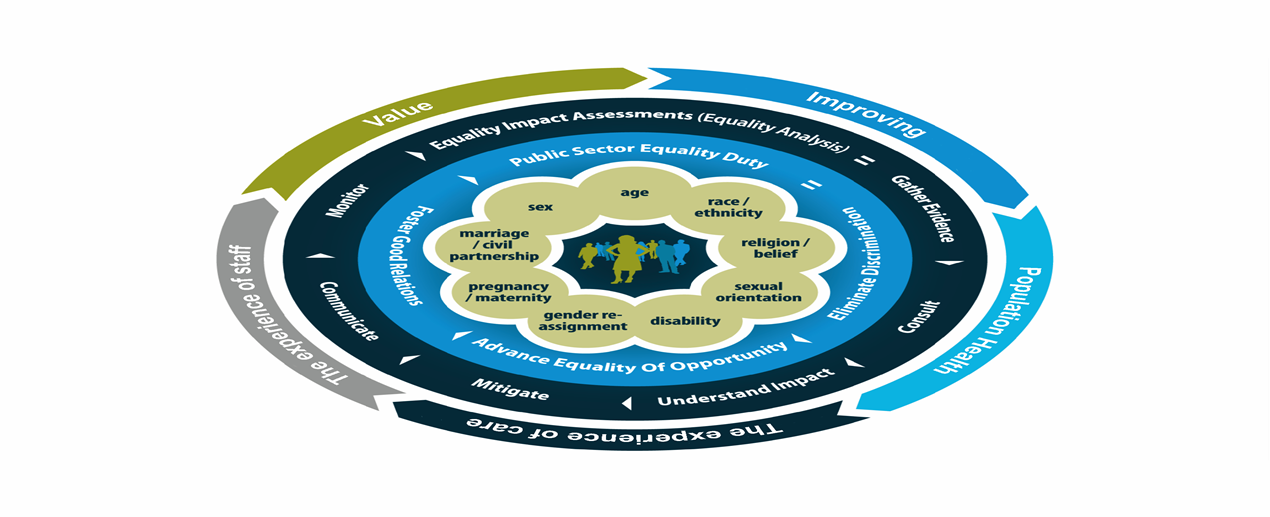 Value
Improving
Population Health
The experience of care
The experience of staff
Equality Impact Assessments (Equality Analysis)
=
Gather Evidence
Consult
Understand Impact
Mitigate
Communicate
Monitor
Public Sector Equality Duty
=
Eliminate Discrimination
Advance Equality Of Opportunity
Foster Good Relations
age
race /
ethnicity
religion /
belief
sexual
orientation
disability
gender re-
assignment
pregnancy
/ maternity
marriage
/ civil
partnership
sex